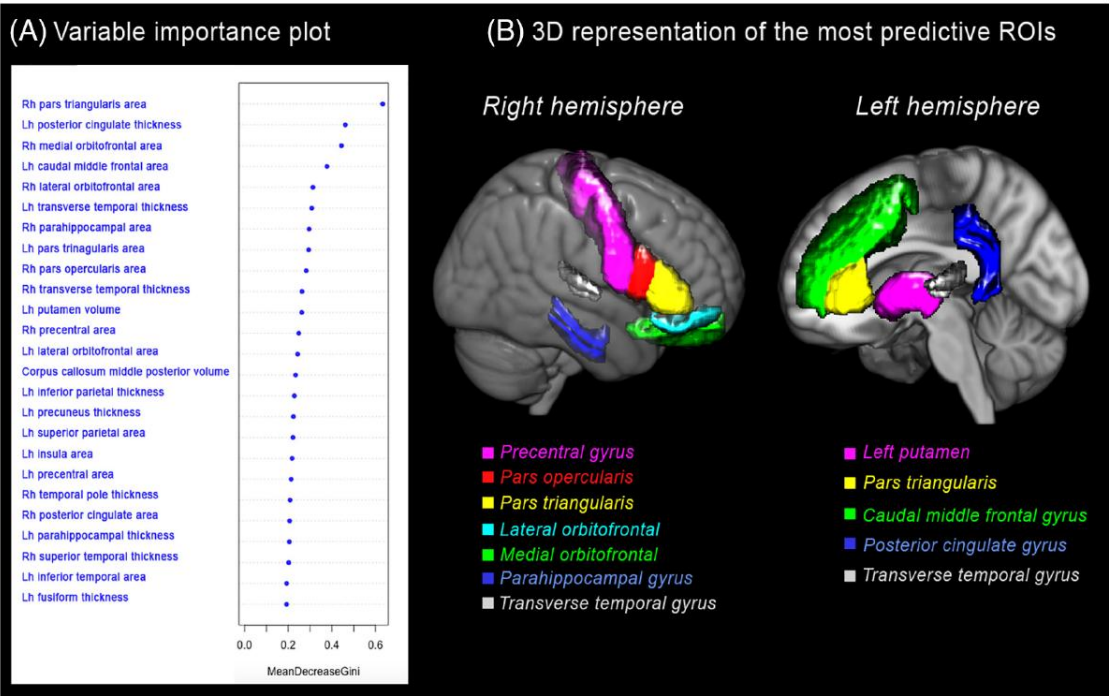 (A) Variable importance plot
Rh pars triangularis area
Lh posterior cingulate thickness
Rh medial orbitofrontal area
Lh caudal middle frontal area
Rh lateral orbitofrontal area
Lh transverse temporal thickness
Rh parahippocampal area
Lh pars trinagularis area
Rh pars opercularis area
Rh transverse temporal thickness
Lh putamen volume
Rh precentral area
Lh lateral orbitofrontal area
Corpus callosum middle posterior volume
Lh inferior parietal thickness
Lh precuneus thickness
Lh superior parietal area
Lh insula area
Lh precentral area
Rh temporal pole thickness
Rh posterior cingulate area
Lh parahippocampal thickness
Rh superior temporal thickness
Lh inferior temporal area
Lh fusiform thickness
0.0 0.2 0.4 0.6
MeanDecreaseGini
(B) 3D representation of the most predictive ROIs
Right hemisphere
Precentral gyrus
Pars opercularis
Pars triangularis
Lateral orbitofrontal
Medial orbitofrontal
Parahippocampal gyrus
Transverse temporal gyrus
Left hemisphere
Left putamen
Pars triangularis
Caudal middle frontal gyrus
Posterior cingulate gyrus
Transverse temporal gyrus